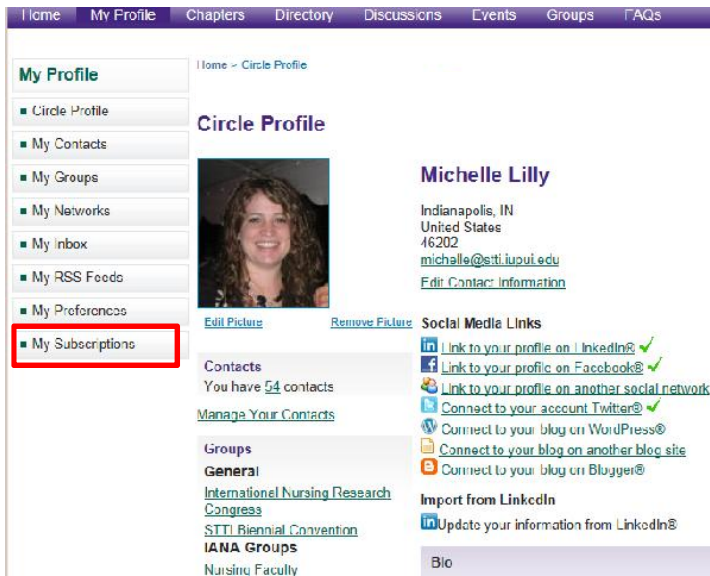 Home My Profile Chapters Directory Discussions Events Groups FAQs
My Profile
Circle Profile
My Contacts
My Groups
My Networks
My Inbox
My RSS Feeds
My Preferences
My Subscriptions
Home > Circle Profile
Circle Profile
Edit Picture Remove Picture
Contacts
You have 54 contacts
Manage Your Contacts
Groups
General
International Nursing Research
Congress
STTI Biennial Convention
IANA Groups
Nursing Faculty
Michelle Lilly
Indianapolis, IN
United States
46202
michelle@stti.iupui.edu
Edit Contact Information
Social Media Links
Link to your profile on LinkedIn®
Link to your profile on Facebook®
Link to your profile on another social network
Connect to your account Twitter®
Connect to your blog on WordPress®
Connect to your blog on another blog site
Connect to your blog on Blogger®
Import from LinkedIn
Update your information from LinkedIn®
Bio